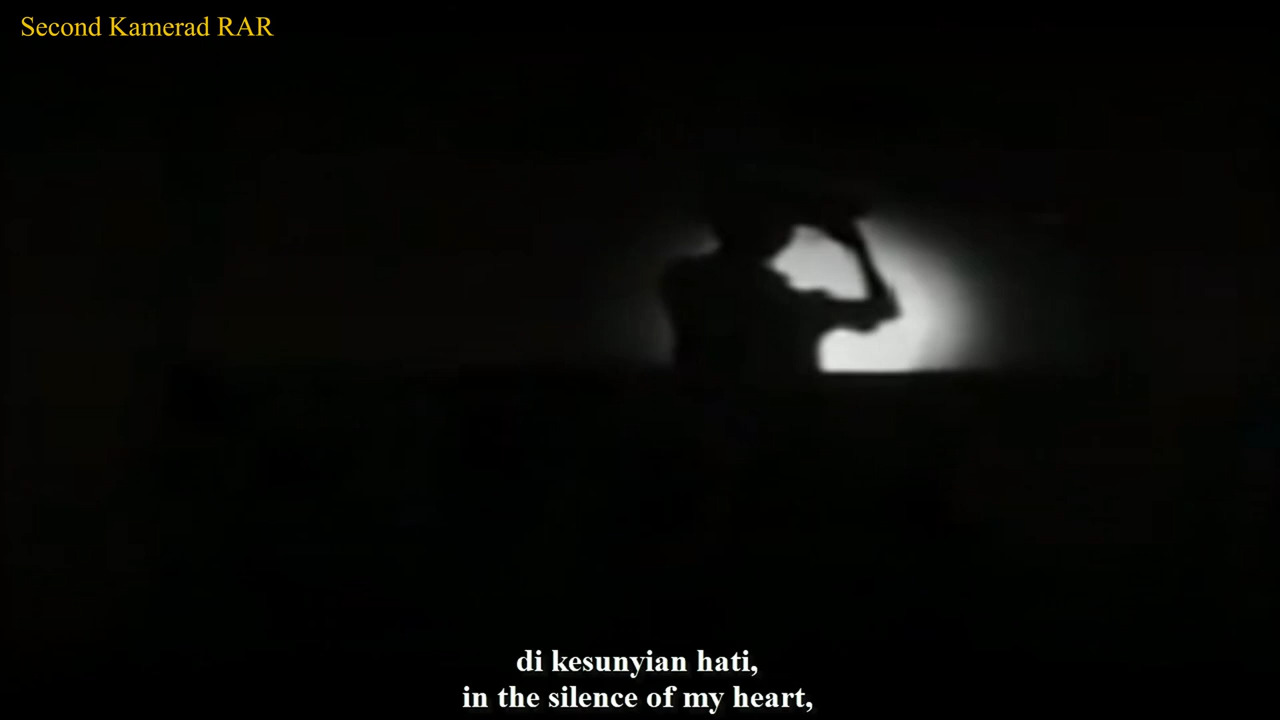 Second Kamerad RAR
di kesunyian hati,
in the silence of my heart,